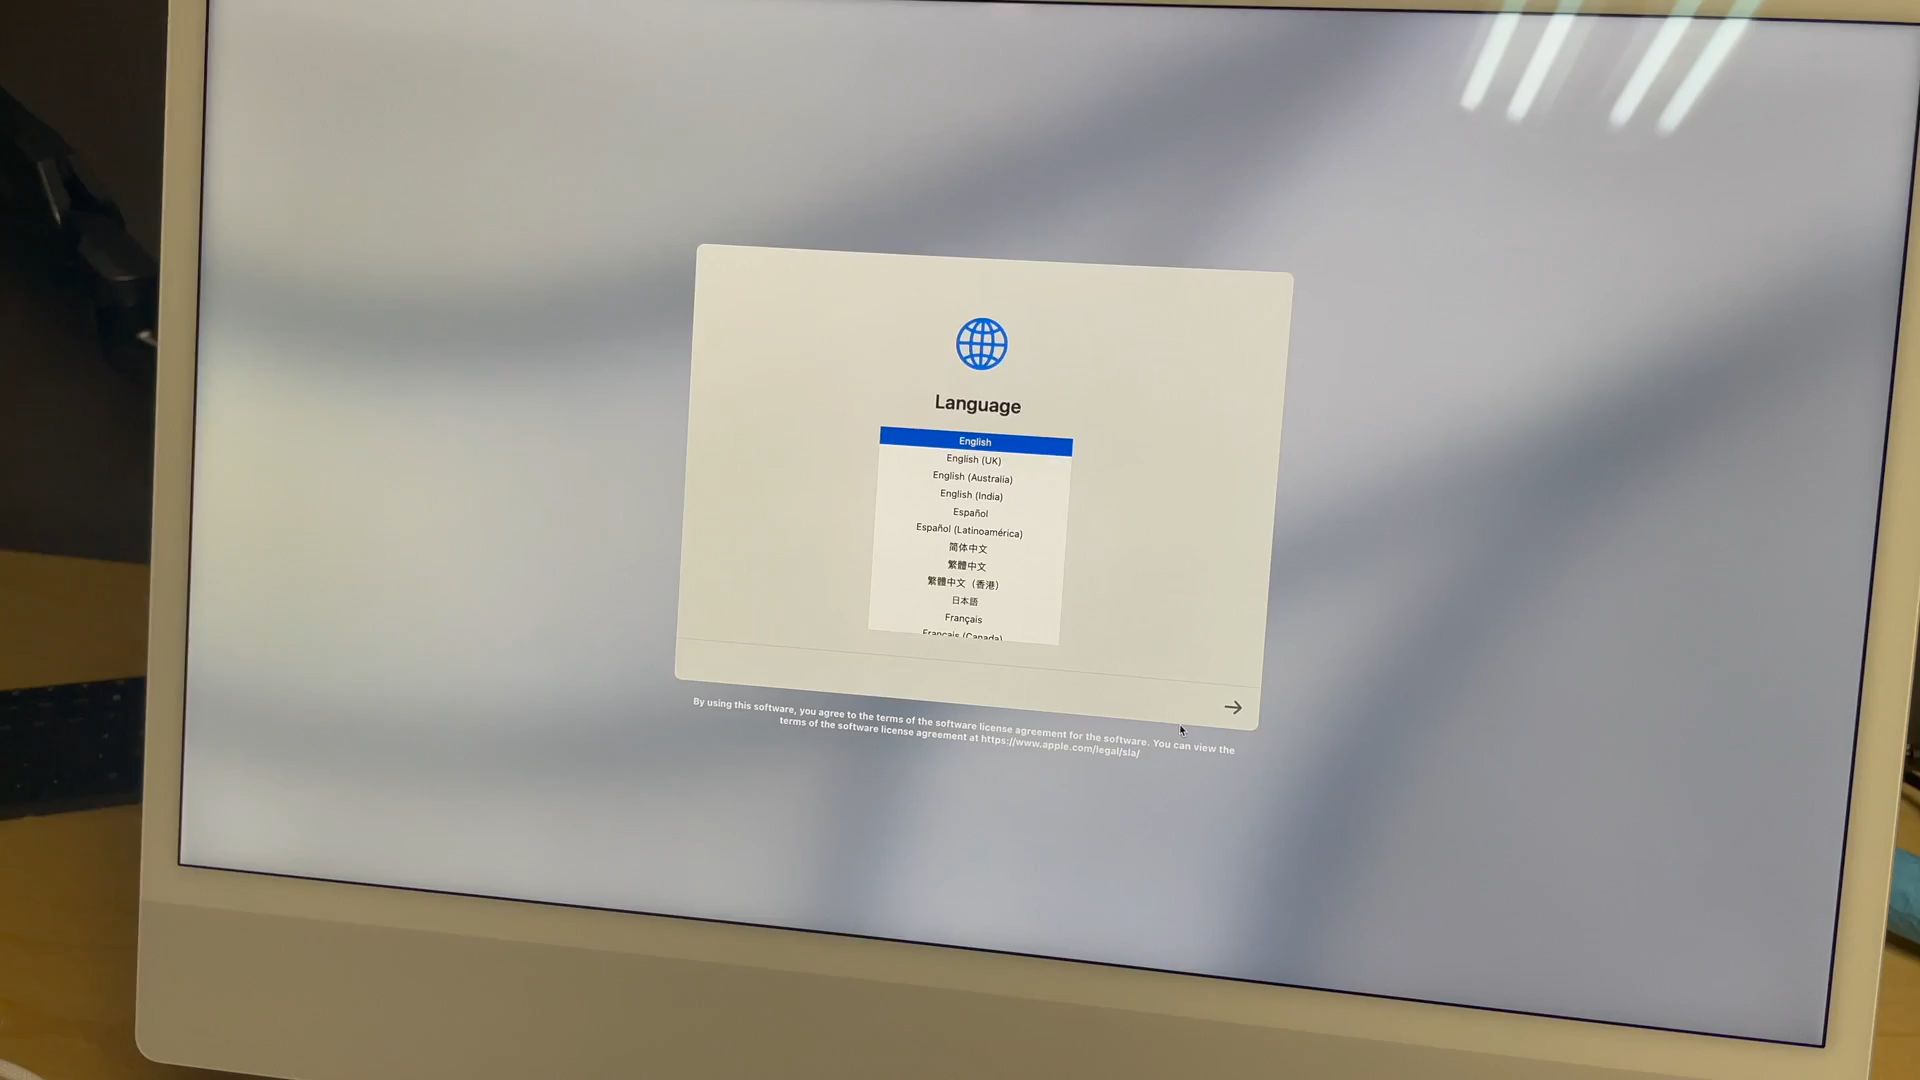 Language
English
English (UK)
English (Australia)
English (India)
Español
Español (Latinoamérica)
简体中文
繁體中文
繁體中文（香港）
日本語
Français
Français (Canada)
By using this software, you agree to the terms of the software license agreement for the software. You can view the
terms of the software license agreement at https://www.apple.com/legal/sla/